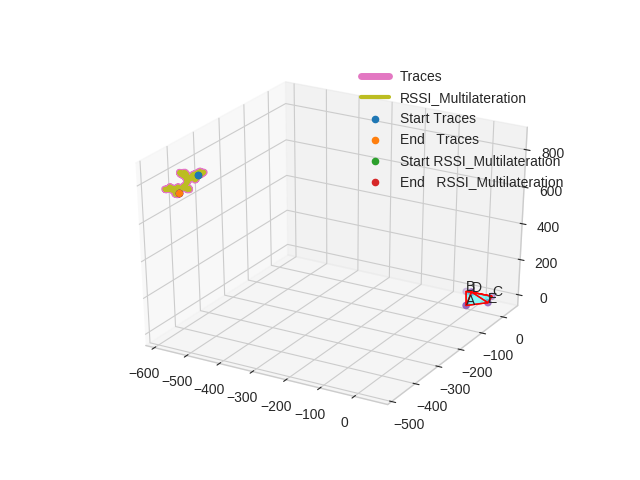 Traces
RSSI_Multilateration
Start Traces
End Traces
Start RSSI_Multilateration
End RSSI_Multilateration
800
600
400
200
0
B
D
C
A
E
0
−100
−200
−300
−400
−500
−600
−500
−400
−300
−200
−100
0